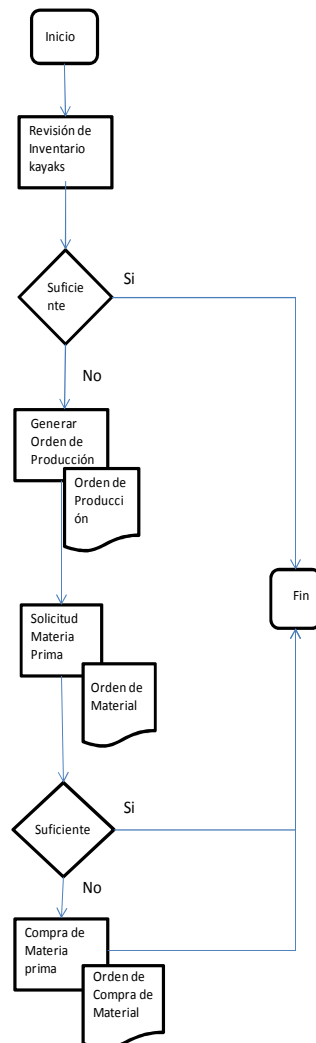 Inicio
Revisión de
Inventario
kayaks
Suficie
nte
Si
No
Generar
Orden de
Producción
Orden de
Producci
ón
Fin
Solicitud
Materia
Prima
Orden de
Material
Suficiente
Si
No
Compra de
Materia
prima
Orden de
Compra de
Material